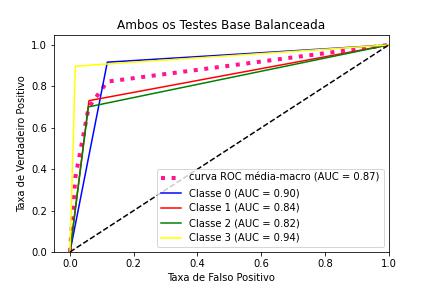 Ambos os Testes Base Balanceada
Taxa de Verdadeiro Positivo
1.0
0.8
0.6
0.4
0.2
0.0
curva ROC média-macro (AUC = 0.87)
Classe 0 (AUC = 0.90)
Classe 1 (AUC = 0.84)
Classe 2 (AUC = 0.82)
Classe 3 (AUC = 0.94)
0.0 0.2 0.4 0.6 0.8 1.0
Taxa de Falso Positivo